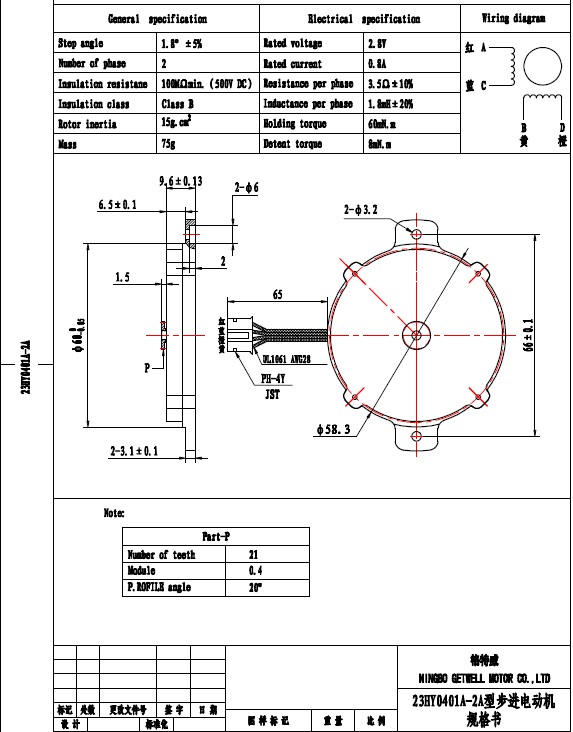 General specification
Electrical specification
Wiring diagram
Step angle 1.8° ±5% Rated voltage 2.8V
Number of phase 2 Rated current 0.8A
Insulation resistane 100MΩmin. (500V DC) Resistance per phase 3.5Ω±10%
Insulation class Class B Inductance per phase 1.8mH±20%
Rotor inertia 15g.cm² Holding torque 60mN.m
Mass 75g Detent torque 8mN.m
红 A
蓝 C
B D
黄 橙
9.6±0.13
2-φ6
6.5±0.1
2-φ3.2
2
1.5
65
φ60 0 -0.05
66±0.1
23HY0401A-2A
UL1061 AWG28
P
PH-4Y
JST
φ58.3
2-3.1±0.1
Note:
Part-P
Number of teeth 21
Module 0.4
P.ROFILE angle 20°
格特威
NINGBO GETWELL MOTOR CO.,LTD
23HY0401A-2A型步进电动机
规格书
标记 处数 更改文件号 签字 日期
设计 标准化
图样标记 重量 比例